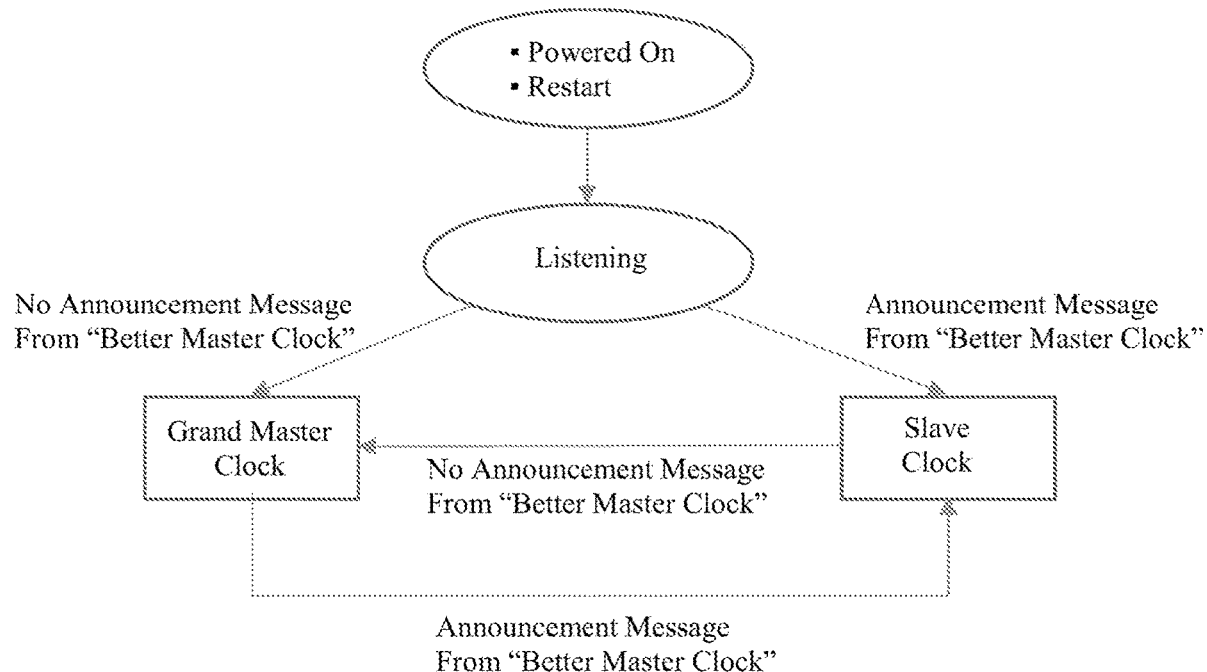 ▪ Powered On
▪ Restart
Listening
No Announcement Message
From “Better Master Clock”
Announcement Message
From “Better Master Clock”
Grand Master
Clock
Slave
Clock
No Announcement Message
From “Better Master Clock”
Announcement Message
From “Better Master Clock”